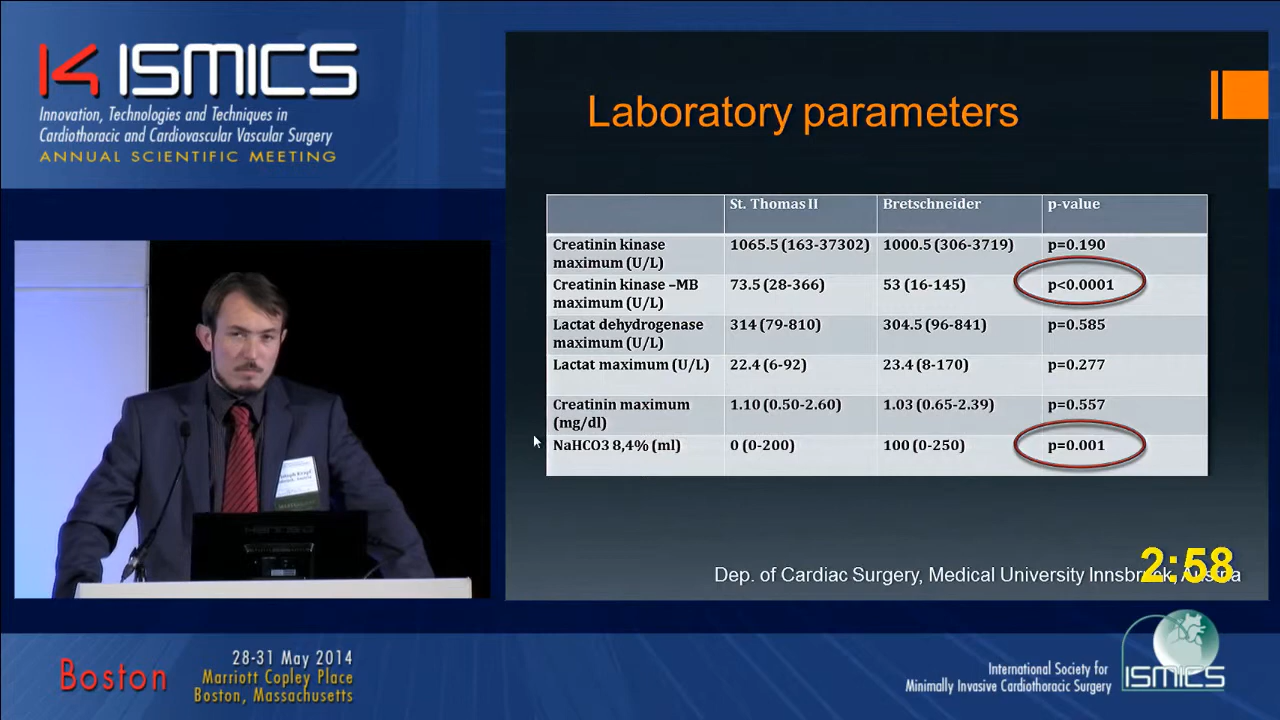 ISMICS
Innovation, Technologies and Techniques in
Cardiothoracic and Cardiovascular Vascular Surgery
ANNUAL SCIENTIFIC MEETING
Laboratory parameters
St. Thomas II Bretschneider p-value
Creatinin kinase maximum (U/L) 1065.5 (163-37302) 1000.5 (306-3719) p=0.190
Creatinin kinase –MB maximum (U/L) 73.5 (28-366) 53 (16-145) p<0.0001
Lactat dehydrogenase maximum (U/L) 314 (79-810) 304.5 (96-841) p=0.585
Lactat maximum (U/L) 22.4 (6-92) 23.4 (8-170) p=0.277
Creatinin maximum (mg/dl) 1.10 (0.50-2.60) 1.03 (0.65-2.39) p=0.557
NaHCO3 8,4% (ml) 0 (0-200) 100 (0-250) p=0.001
2:58
Dep. of Cardiac Surgery, Medical University Innsbruck, Austria
Boston
28-31 May 2014
Marriott Copley Place
Boston, Massachusetts
International Society for
Minimally Invasive Cardiothoracic Surgery
ISMICS